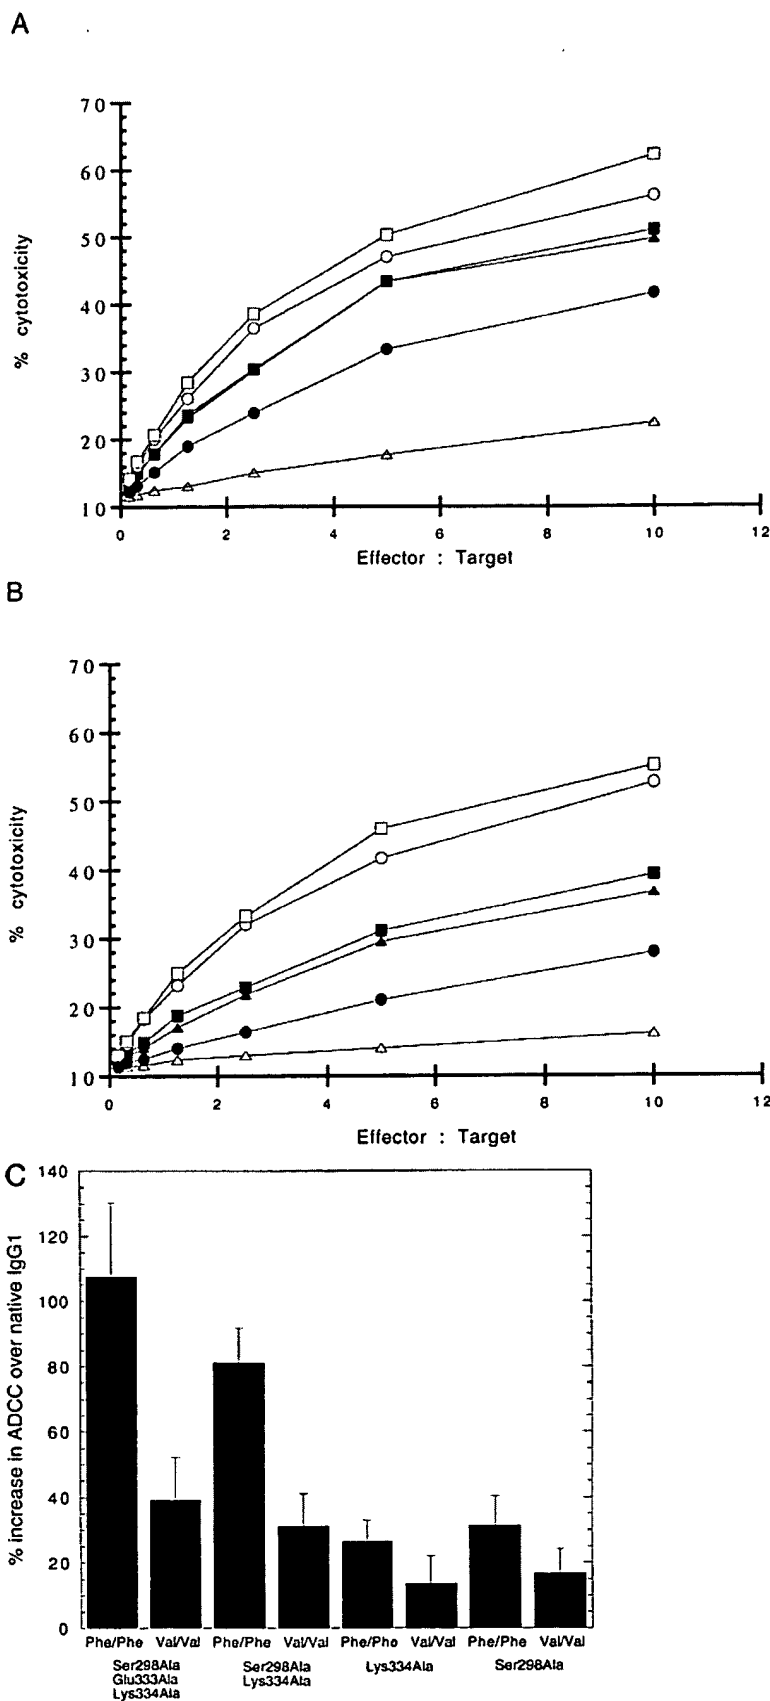 A
70
60
50
40
30
20
10
% cytotoxicity
0 2 4 6 8 10 12
Effector : Target
B
70
60
50
40
30
20
10
% cytotoxicity
0 2 4 6 8 10 12
Effector : Target
C
140
120
100
80
60
40
20
0
% increase in ADCC over native IgG1
Phe/Phe Val/Val Phe/Phe Val/Val Phe/Phe Val/Val Phe/Phe Val/Val
Ser298Ala Ser298Ala Lys334Ala Ser298Ala
Glu333Ala Lys334Ala
Lys334Ala